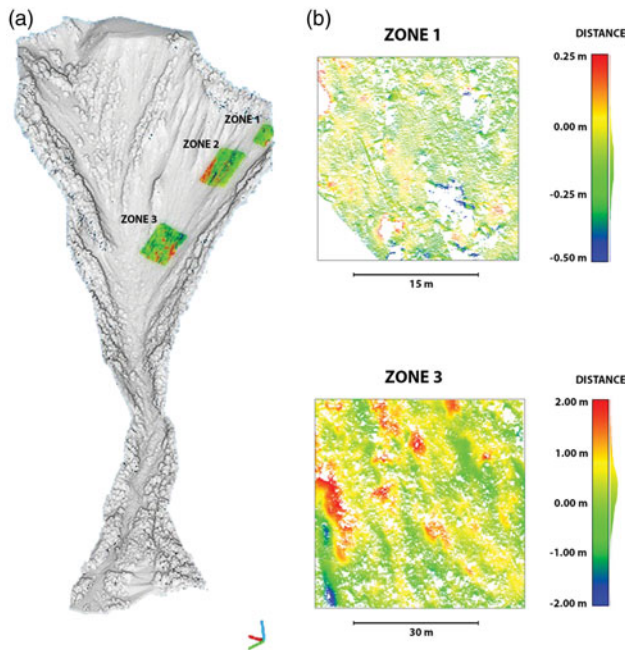 (a)
ZONE 1
ZONE 2
ZONE 3
(b)
ZONE 1
DISTANCE
0.25 m
0.00 m
-0.25 m
-0.50 m
15 m
ZONE 3
DISTANCE
2.00 m
1.00 m
0.00 m
-1.00 m
-2.00 m
30 m